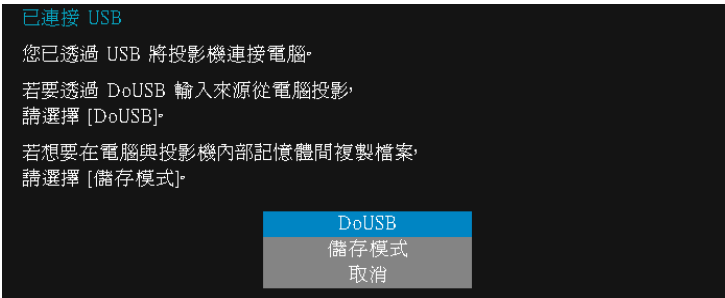 已連接 USB
您已透過 USB 將投影機連接電腦。
若要透過 DoUSB 輸入來源從電腦投影，
請選擇 [DoUSB]。
若想要在電腦與投影機內部記憶體間複製檔案，
請選擇 [儲存模式]。
DoUSB
儲存模式
取消